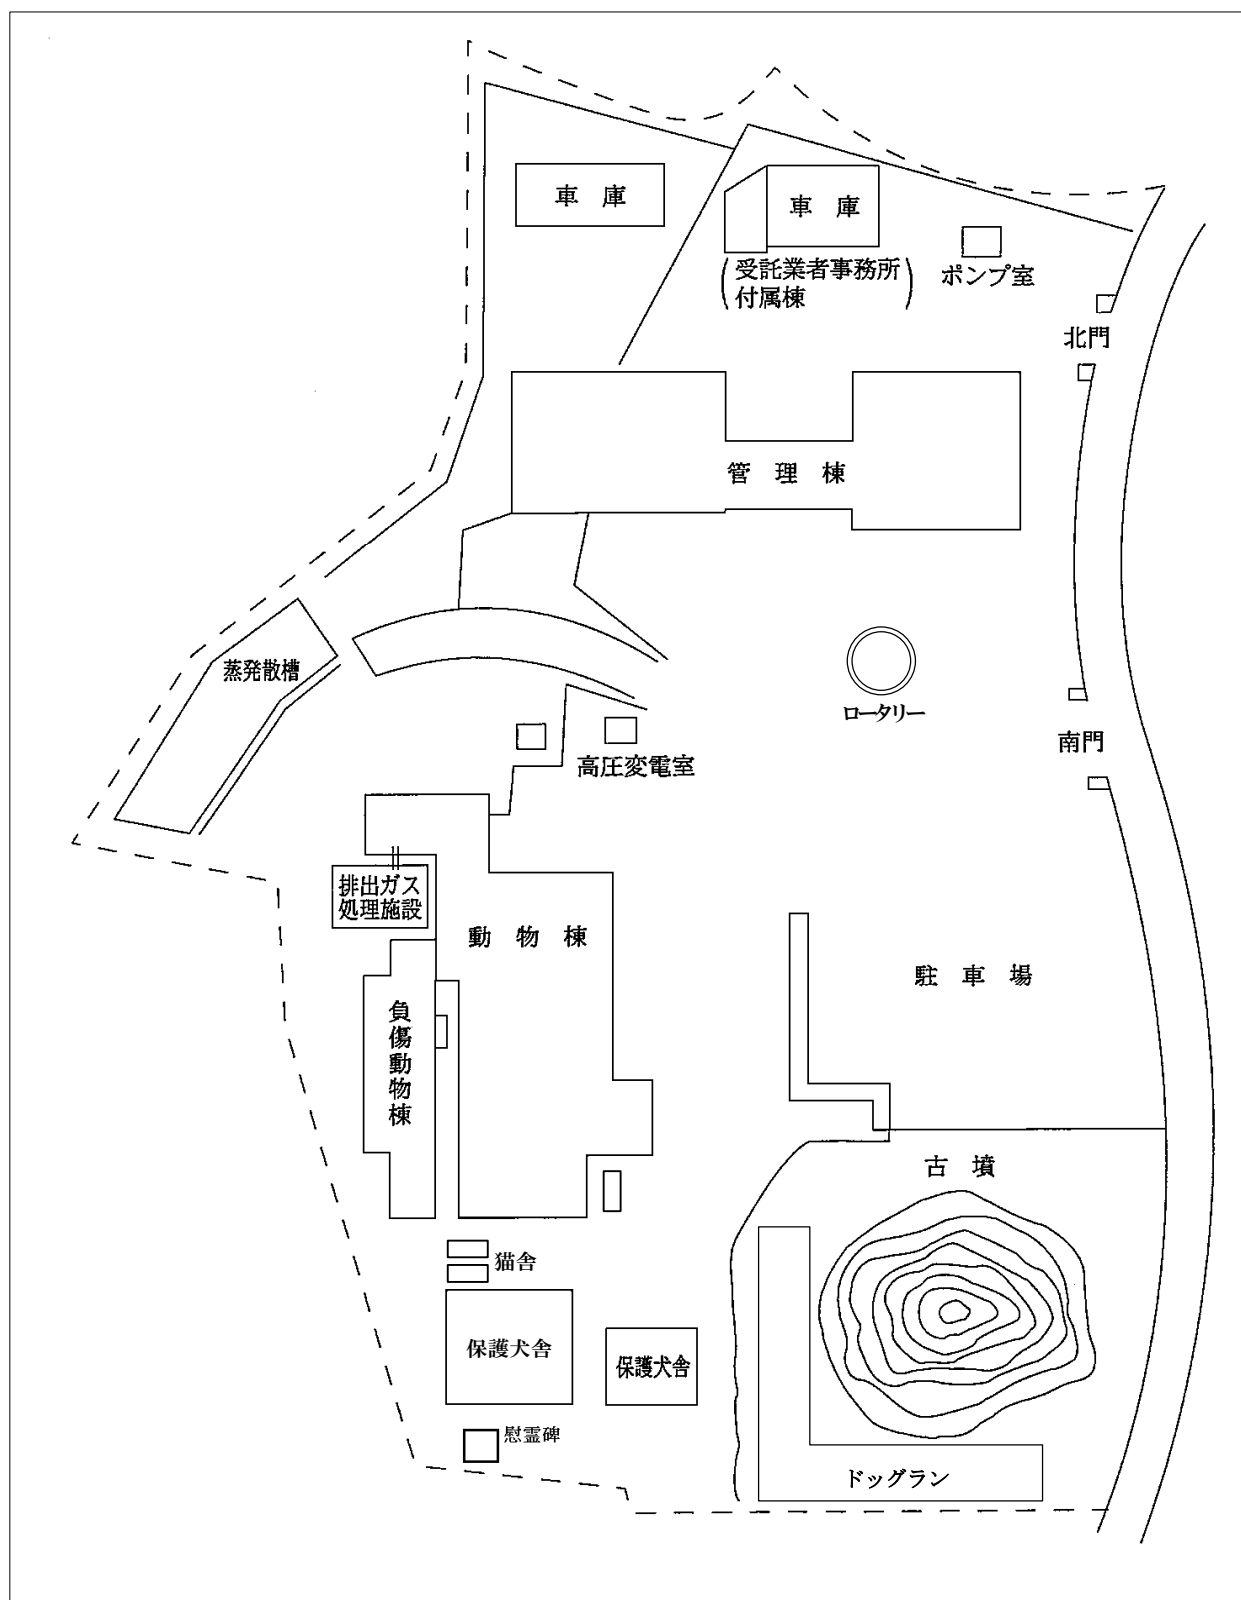 車庫
車庫
(受託業者事務所
付属棟)
ポンプ室
北門
管理棟
蒸発散槽
ロータリー
南門
高圧変電室
排出ガス
処理施設
動物棟
駐車場
負傷動物棟
古墳
猫舎
保護犬舎
保護犬舎
慰霊碑
ドッグラン